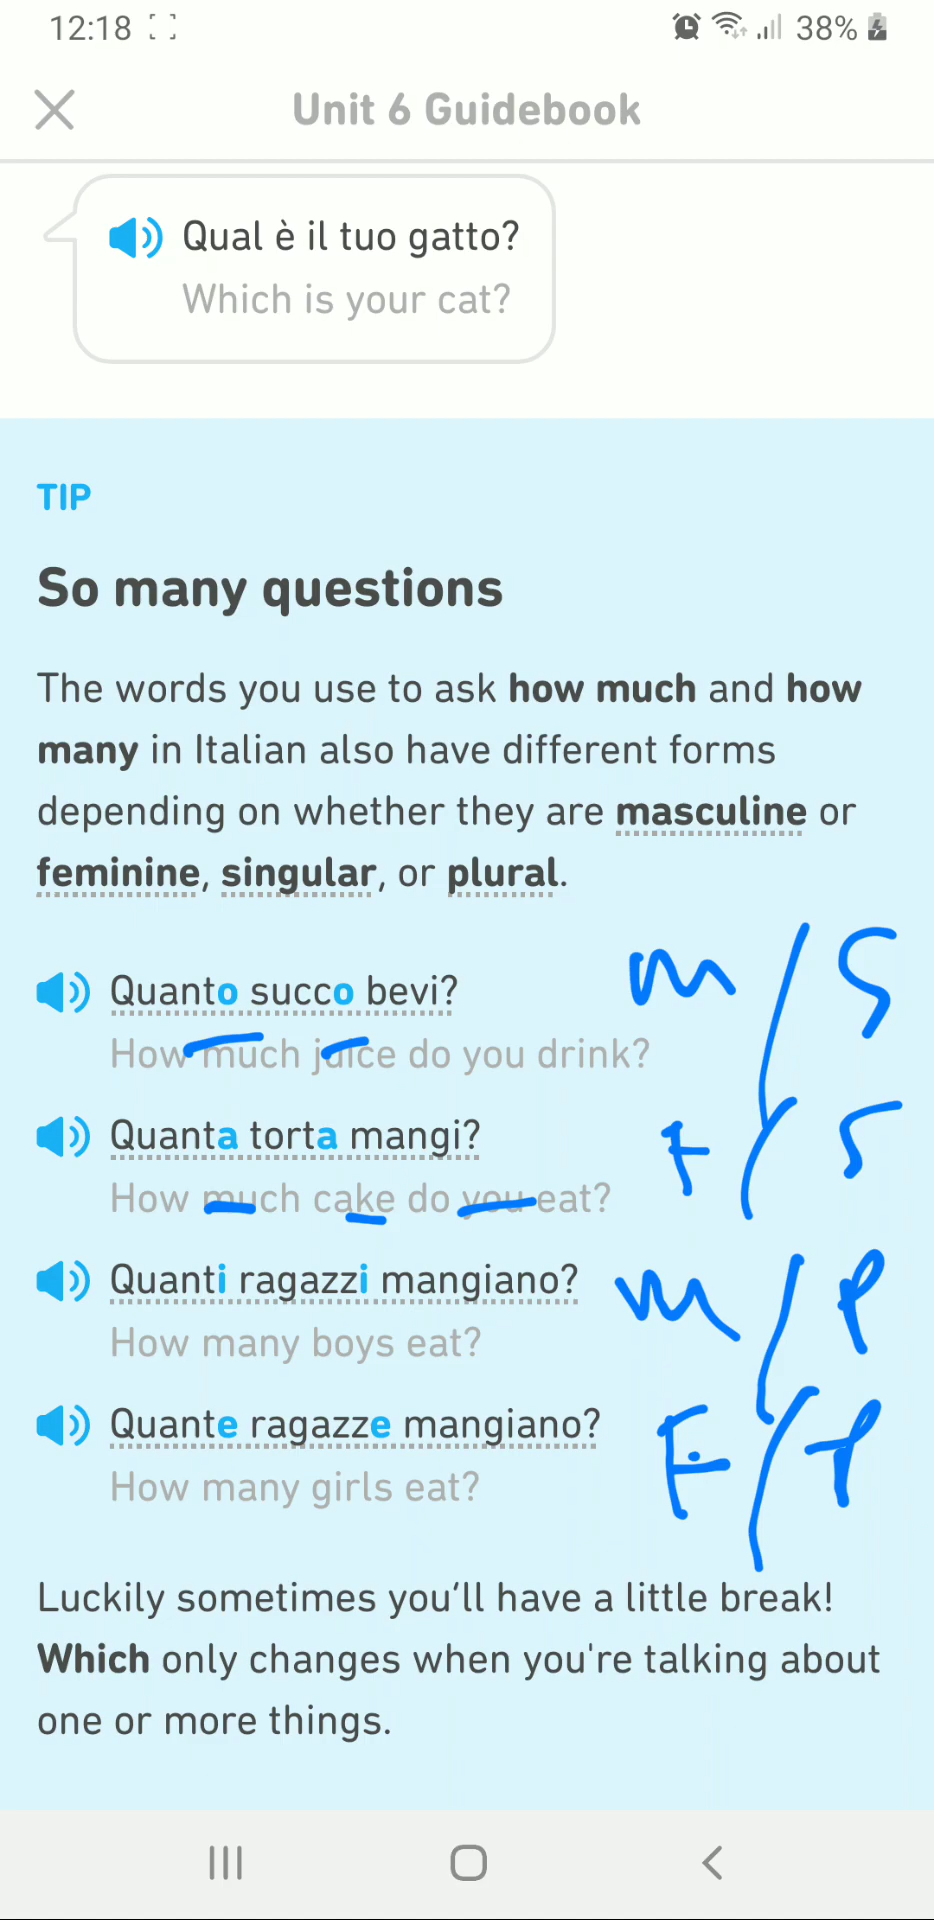 12:18 38%
Unit 6 Guidebook
Qual è il tuo gatto?
Which is your cat?
TIP
So many questions
The words you use to ask how much and how
many in Italian also have different forms
depending on whether they are masculine or
feminine, singular, or plural.
Quanto succo bevi? m/S
How much juice do you drink?
Quanta torta mangi? f/S
How much cake do you eat?
Quanti ragazzi mangiano? m/P
How many boys eat?
Quante ragazze mangiano? F/P
How many girls eat?
Luckily sometimes you'll have a little break!
Which only changes when you're talking about
one or more things.